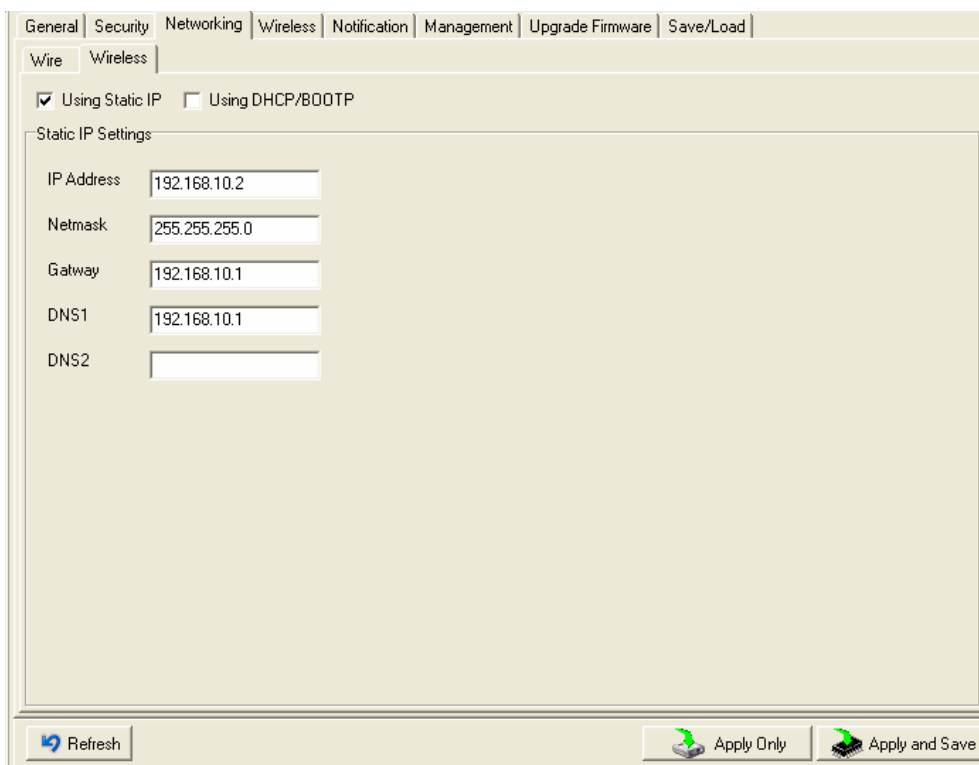 General Security Networking Wireless Notification Management Upgrade Firmware Save/Load
Wire Wireless
Using Static IP Using DHCP/BOOTP
Static IP Settings
IP Address 192.168.10.2
Netmask 255.255.255.0
Gatway 192.168.10.1
DNS1 192.168.10.1
DNS2
Refresh Apply Only Apply and Save